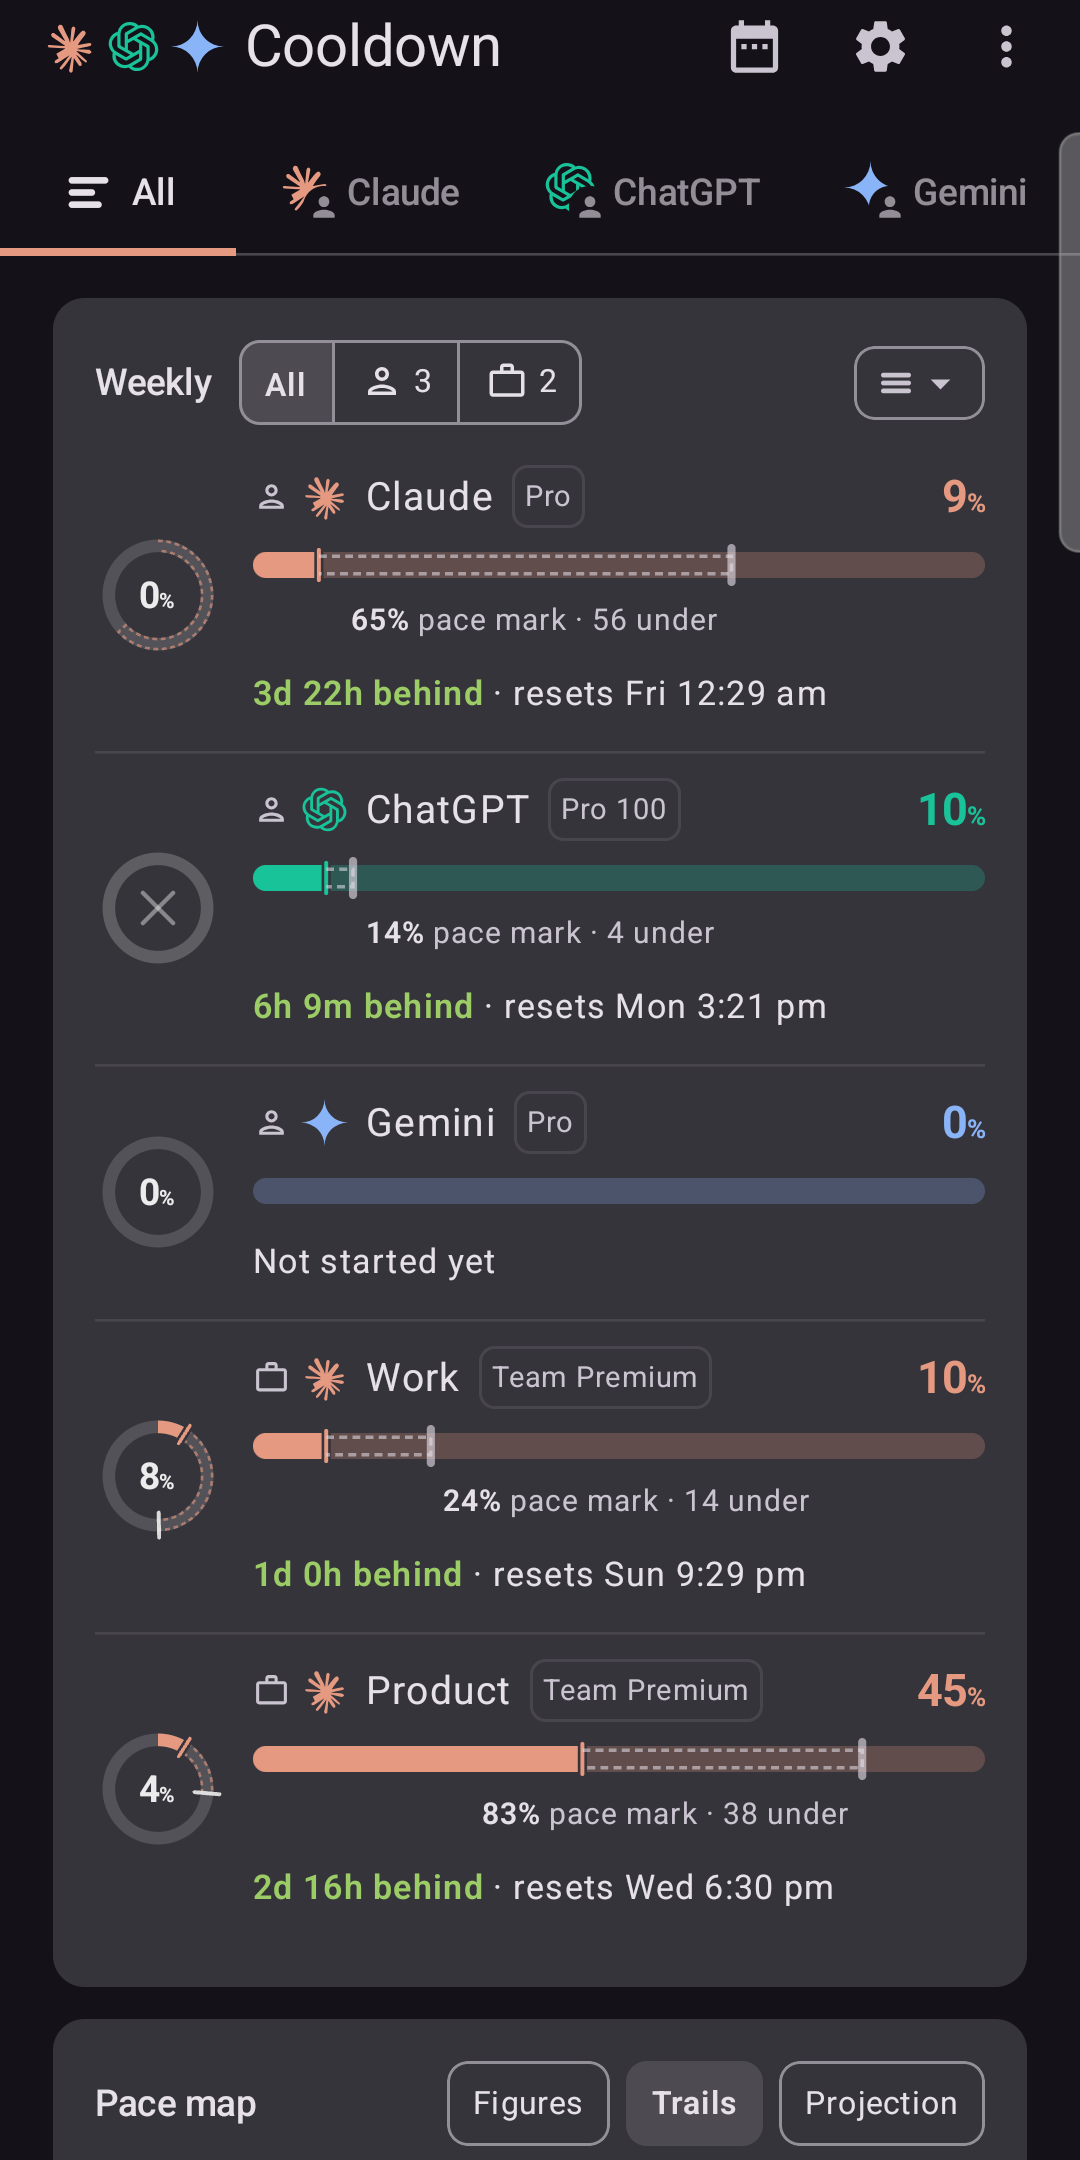 Cooldown
All Claude ChatGPT Gemini
Weekly All 3 2
Claude Pro 9%
0%
65% pace mark · 56 under
3d 22h behind · resets Fri 12:29 am
ChatGPT Pro 100 10%
14% pace mark · 4 under
6h 9m behind · resets Mon 3:21 pm
Gemini Pro 0%
0%
Not started yet
Work Team Premium 10%
8%
24% pace mark · 14 under
1d 0h behind · resets Sun 9:29 pm
Product Team Premium 45%
4%
83% pace mark · 38 under
2d 16h behind · resets Wed 6:30 pm
Pace map Figures Trails Projection